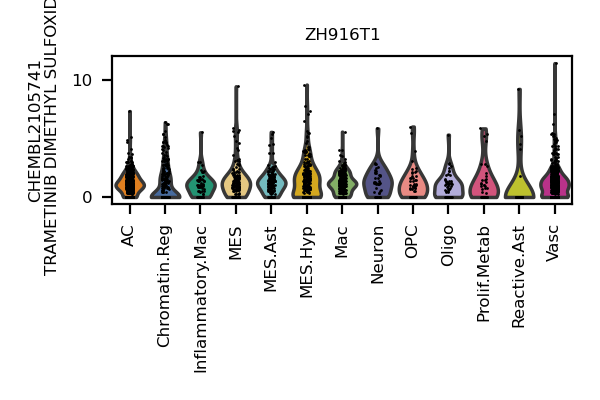 ZH916T1
CHEMBL2105741
TRAMETINIB DIMETHYL SULFOXID
10
0
AC
Chromatin.Reg
Inflammatory.Mac
MES
MES.Ast
MES.Hyp
Mac
Neuron
OPC
Oligo
Prolif.Metab
Reactive.Ast
Vasc